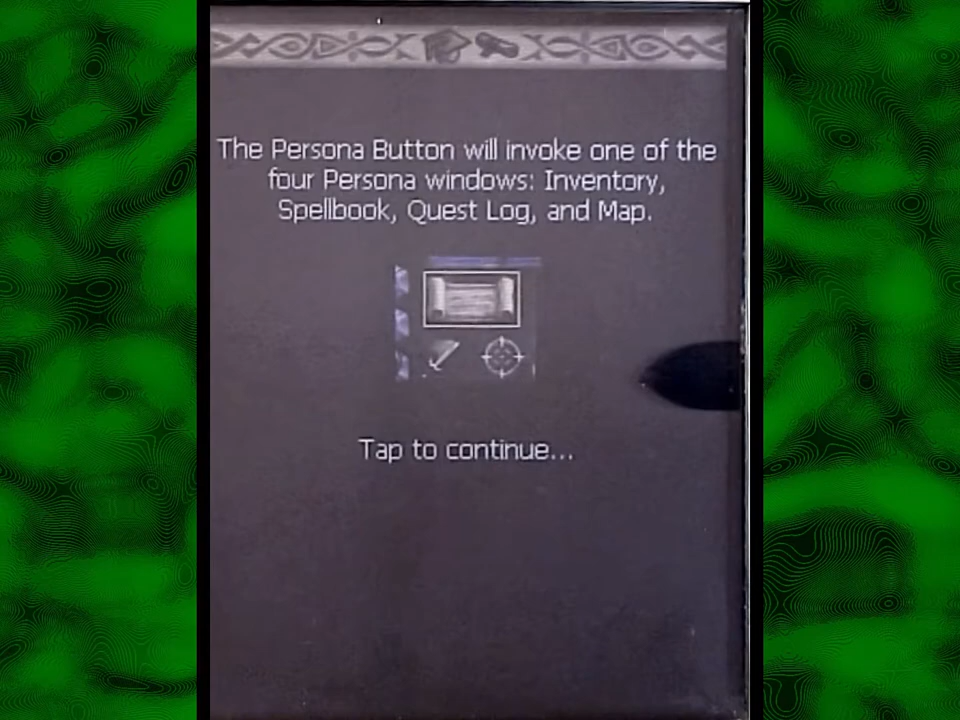 The Persona Button will invoke one of the
four Persona windows: Inventory,
Spellbook, Quest Log, and Map.
Tap to continue...